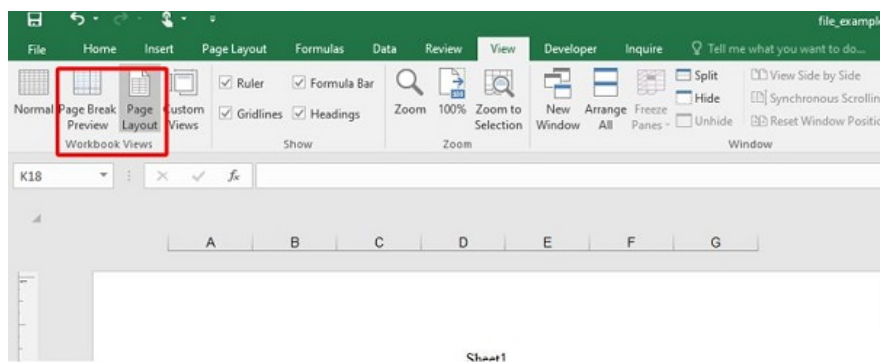 file_example
File Home Insert Page Layout Formulas Data Review View Developer Inquire Tell me what you want to do...
Normal Page Break Preview Page Layout Custom Views
Workbook Views
Ruler Formula Bar
Gridlines Headings
Show
Zoom 100% Zoom to Selection
Zoom
New Window Arrange All Freeze Panes
Split View Side by Side
Hide Synchronous Scrollin
Unhide Reset Window Positio
Window
K18 fx
A B C D E F G
Sheet1